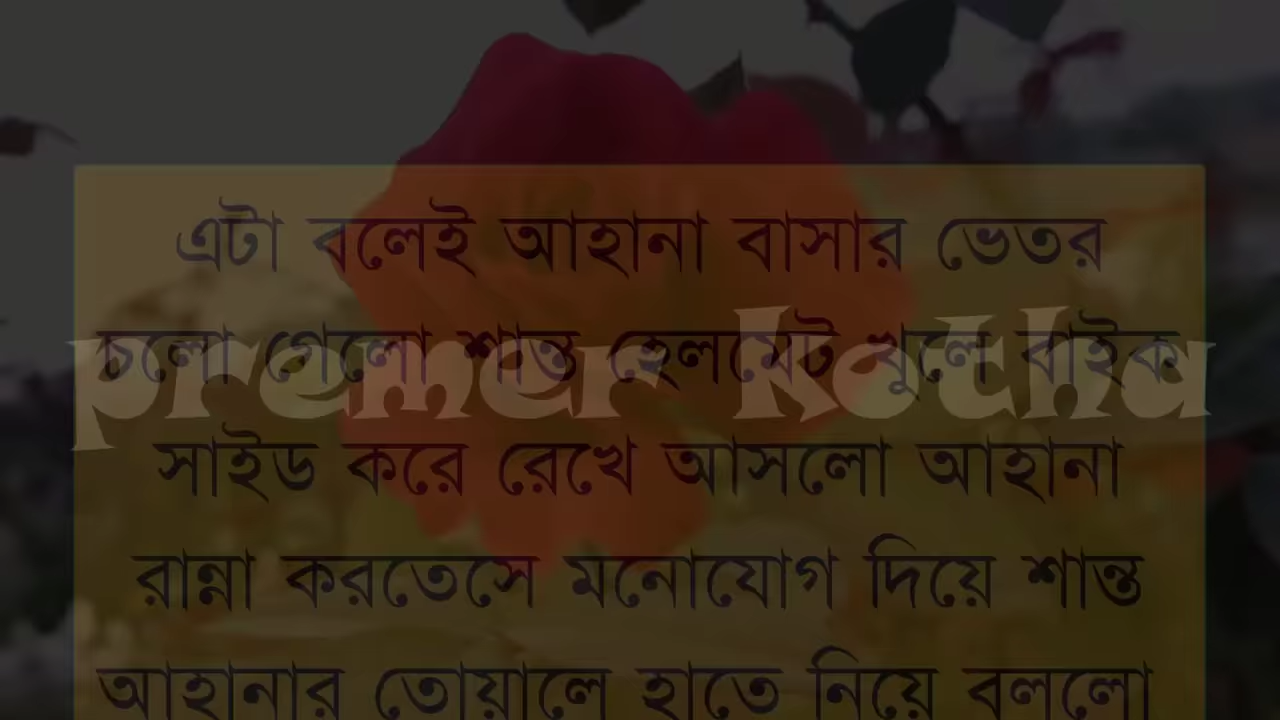 এটা বলেই আহানা বাসার ভেতর
চলো গেলো শান্ত হেলমেট খুলে বাইক
premer kotha
সাইড করে রেখে আসলো আহানা
রান্না করতেসে মনোযোগ দিয়ে শান্ত
আহানার তোয়ালে হাতে নিয়ে বললো